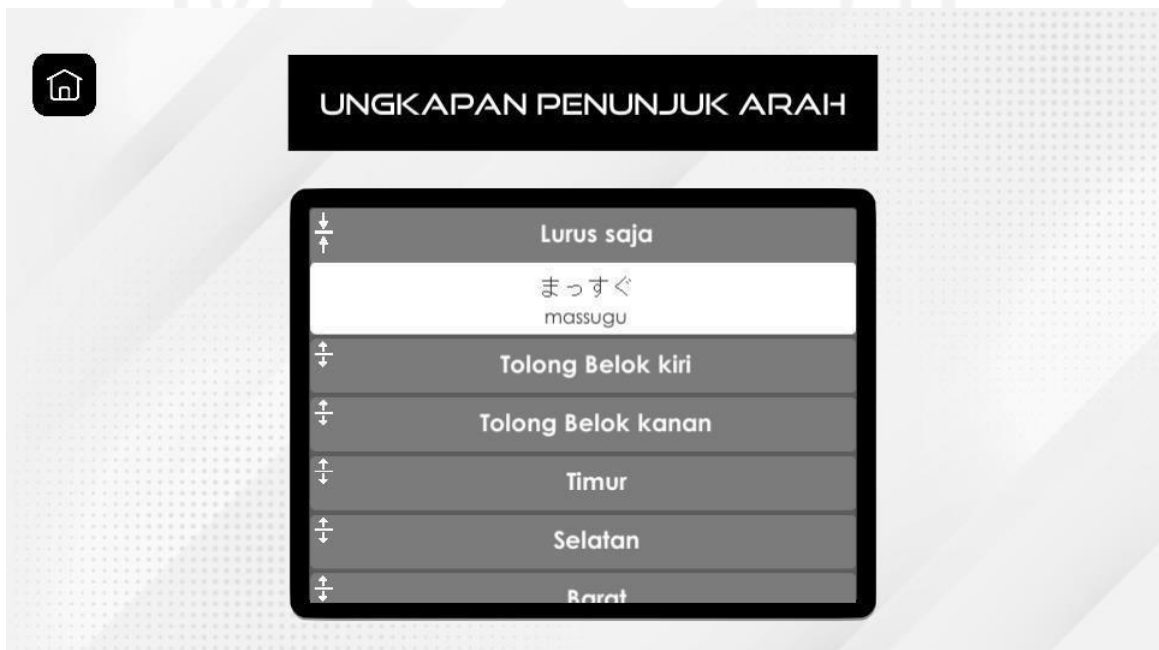 UNGKAPAN PENUNJUK ARAH
Lurus saja
まっすぐ
massugu
Tolong Belok kiri
Tolong Belok kanan
Timur
Selatan
Barat